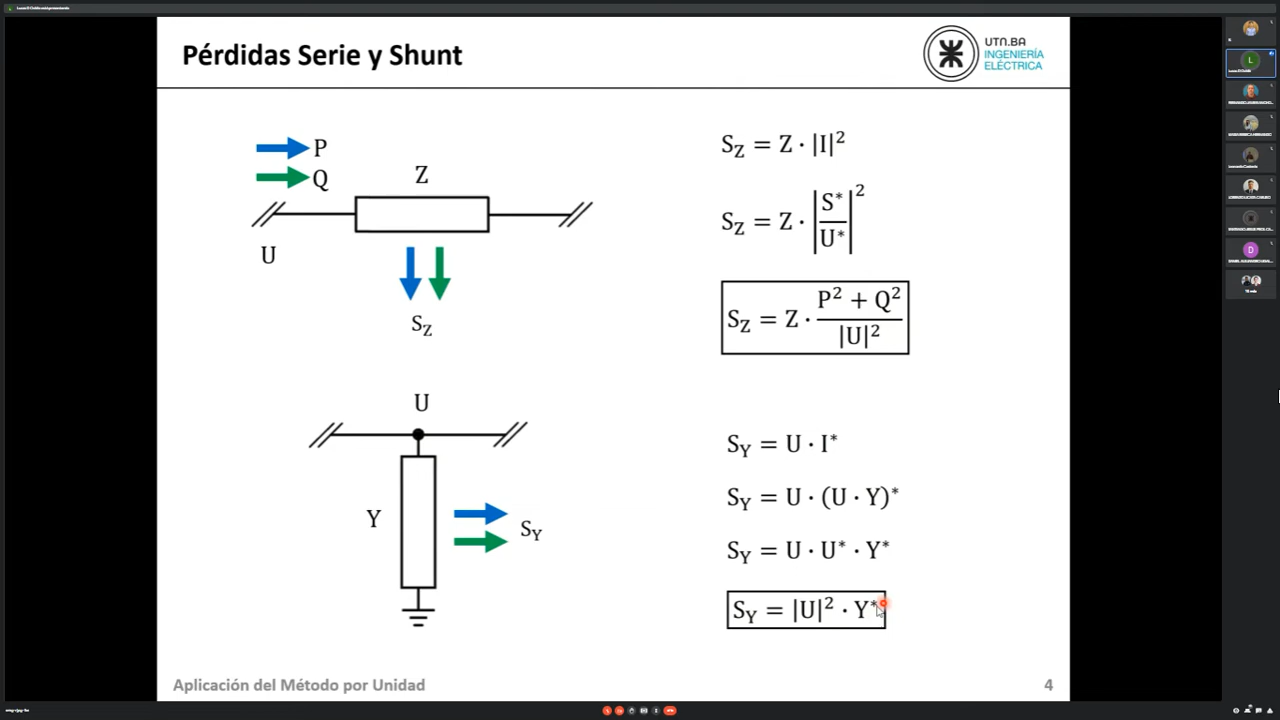 Pérdidas Serie y Shunt
UTN.BA
INGENIERÍA
ELÉCTRICA
P
Q
Z
U
S_Z
S_Z = Z · |I|²
S_Z = Z · |S*/U*|²
S_Z = Z · (P² + Q²)/|U|²
U
Y
S_Y
S_Y = U · I*
S_Y = U · (U · Y)*
S_Y = U · U* · Y*
S_Y = |U|² · Y*
Aplicación del Método por Unidad
4
L
D